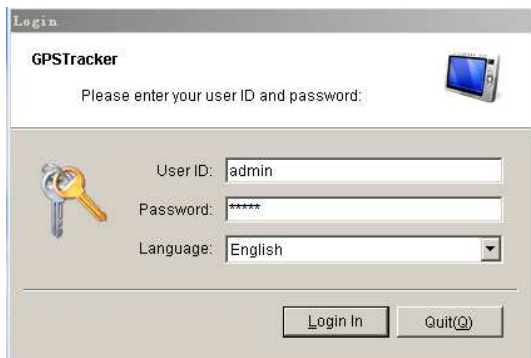 Login
GPSTracker
Please enter your user ID and password:
User ID: admin
Password: *****
Language: English
Login In Quit(Q)